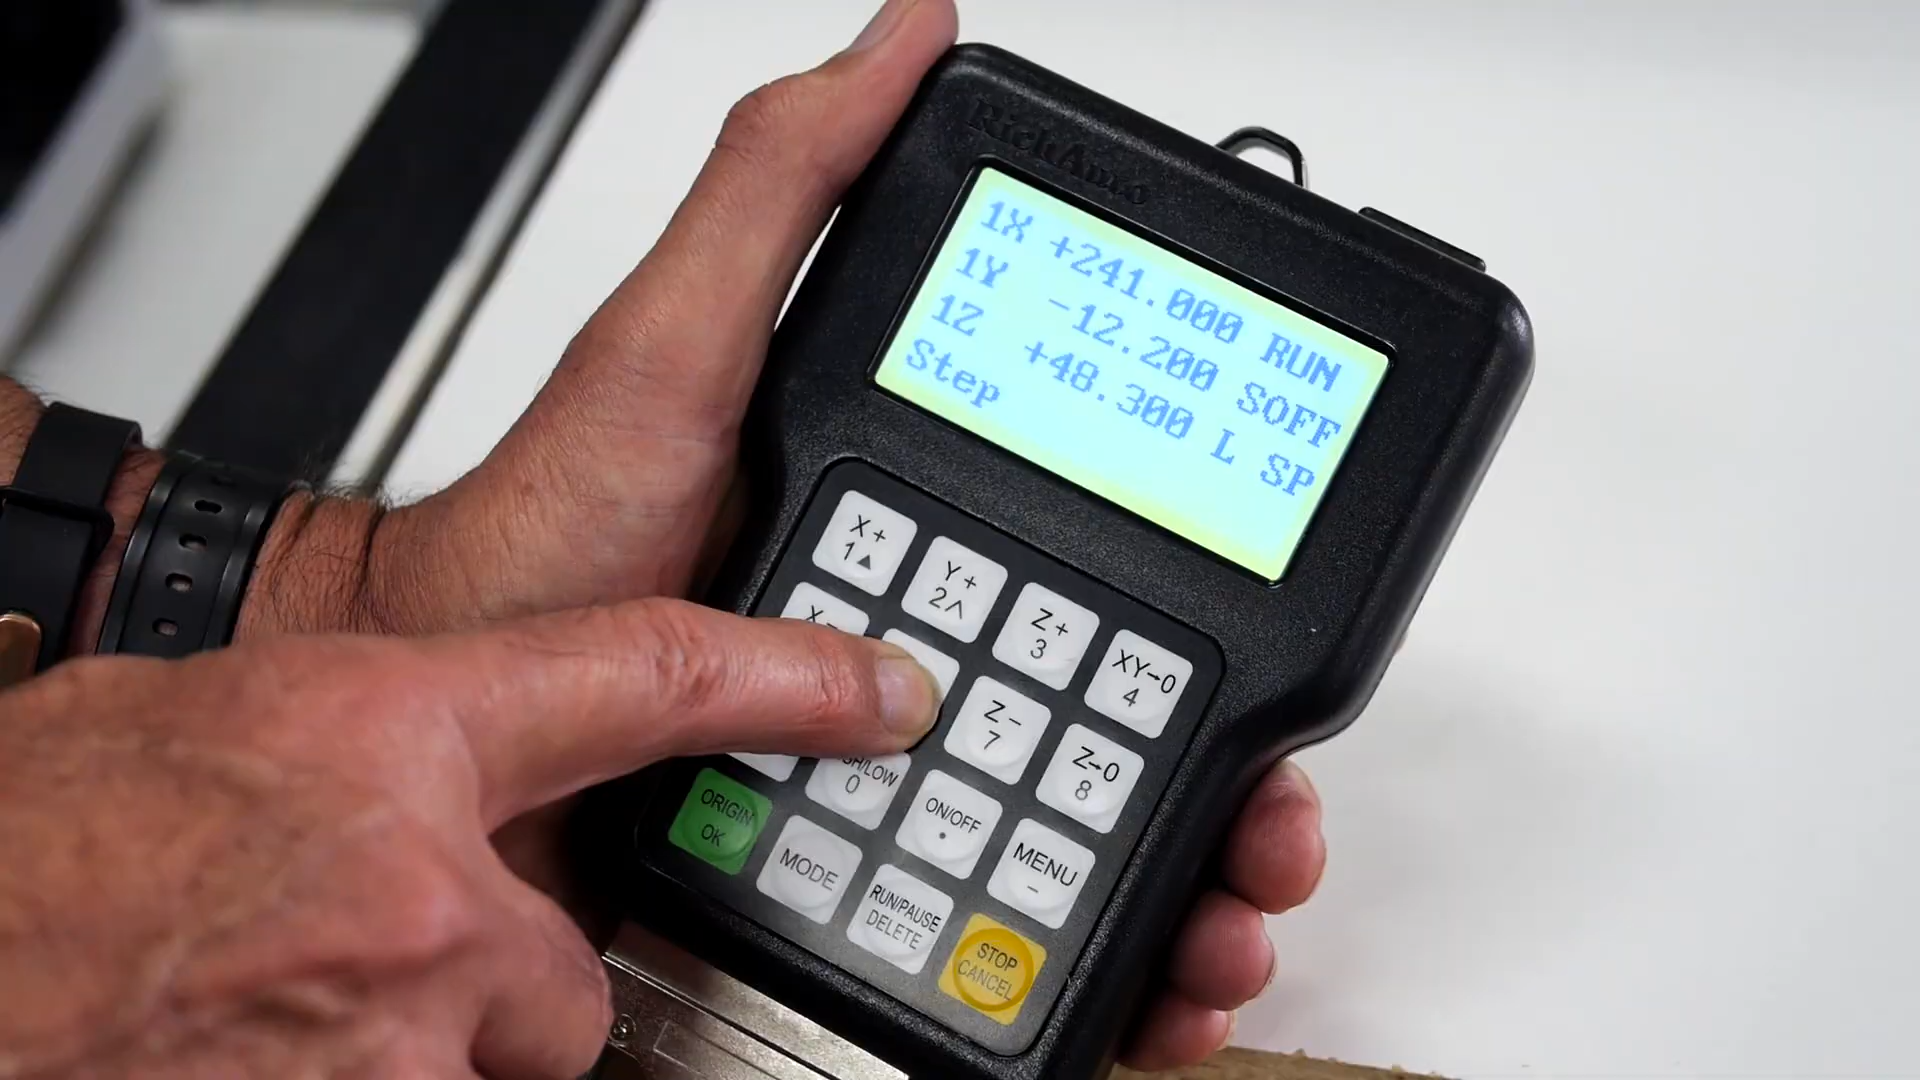 RichAuto
1X +241.000 RUN
1Y -12.200 SOFF
1Z +48.300 L SP
Step
X+
1▲
Y+
2^
Z+
3
XY→0
4
Z-
7
Z→0
8
0
ON/OFF
•
MENU
-
ORIGIN
OK
MODE
RUN/PAUSE
DELETE
STOP
CANCEL